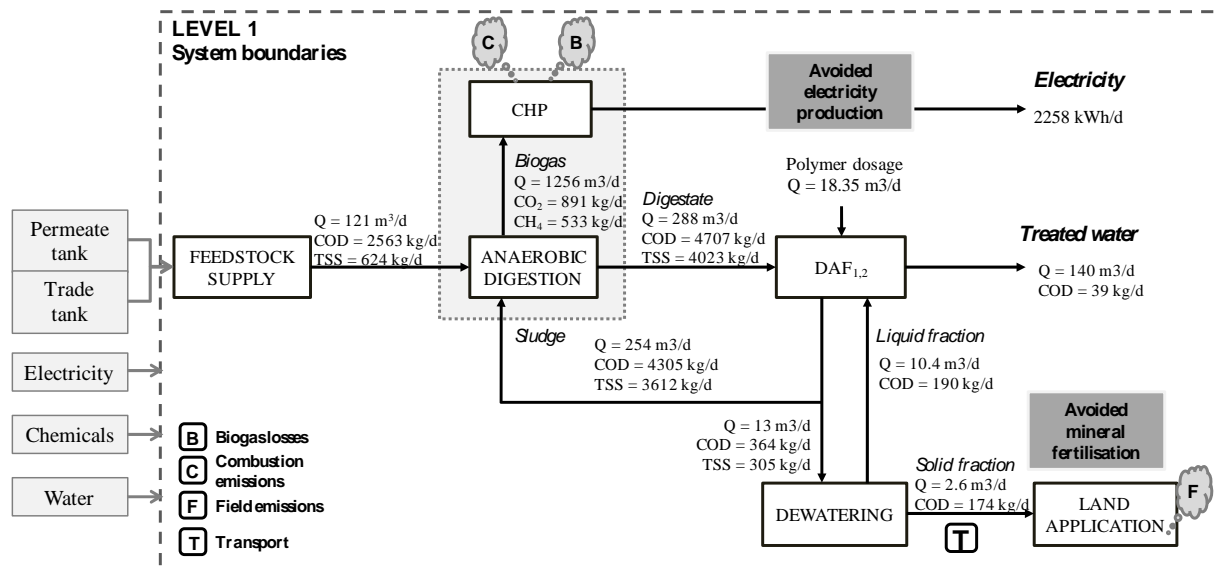 LEVEL 1
System boundaries
C
B
CHP
Avoided
electricity
production
Electricity
2258 kWh/d
Biogas
Q = 1256 m3/d
CO₂ = 891 kg/d
CH₄ = 533 kg/d
Polymer dosage
Q = 18.35 m3/d
Permeate
tank
Trade
tank
Q = 121 m³/d
COD = 2563 kg/d
TSS = 624 kg/d
FEEDSTOCK
SUPPLY
ANAEROBIC
DIGESTION
Digestate
Q = 288 m3/d
COD = 4707 kg/d
TSS = 4023 kg/d
DAF₁,₂
Treated water
Q = 140 m3/d
COD = 39 kg/d
Sludge
Q = 254 m3/d
COD = 4305 kg/d
TSS = 3612 kg/d
Liquid fraction
Q = 10.4 m3/d
COD = 190 kg/d
Electricity
Chemicals
Water
B Biogas losses
C Combustion
emissions
F Field emissions
T Transport
Q = 13 m3/d
COD = 364 kg/d
TSS = 305 kg/d
Avoided
mineral
fertilisation
Solid fraction
Q = 2.6 m3/d
COD = 174 kg/d
DEWATERING
T
LAND
APPLICATION
F